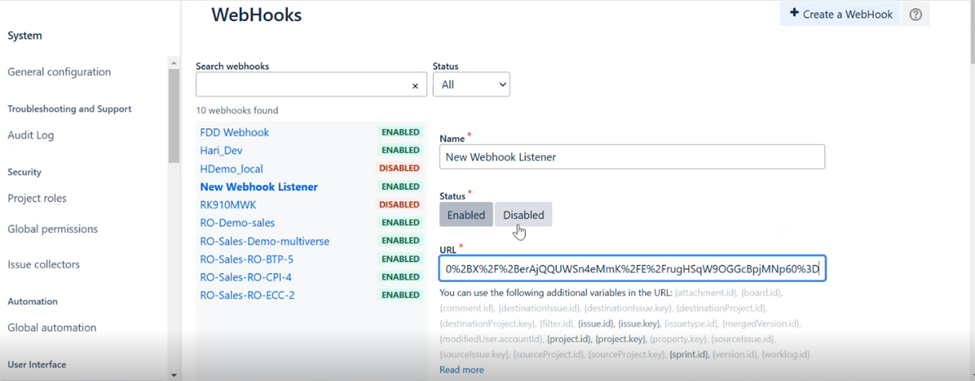 WebHooks
+ Create a WebHook
System
General configuration
Troubleshooting and Support
Audit Log
Security
Project roles
Global permissions
Issue collectors
Automation
Global automation
User Interface
Search webhooks
Status
All
10 webhooks found
FDD Webhook ENABLED
Hari_Dev ENABLED
HDemo_local DISABLED
New Webhook Listener ENABLED
RK910MWK DISABLED
RO-Demo-sales ENABLED
RO-Sales-Demo-multiverse ENABLED
RO-Sales-RO-BTP-5 ENABLED
RO-Sales-RO-CPI-4 ENABLED
RO-Sales-RO-ECC-2 ENABLED
Name *
New Webhook Listener
Status *
Enabled Disabled
URL *
0%2BX%2F%2BerAjQQUWSn4eMmK%2FE%2FrugHSqW9OGGcBpjMNp60%3D
You can use the following additional variables in the URL: {attachment.id}, {board.id},
{comment.id}, {destinationIssue.id}, {destinationIssue.key}, {destinationProject.id},
{destinationProject.key}, {filter.id}, {issue.id}, {issue.key}, {issuetype.id}, {mergedVersion.id},
{modifiedUser.accountId}, {project.id}, {project.key}, {property.key}, {sourceIssue.id},
{sourceIssue.key}, {sourceProject.id}, {sourceProject.key}, {sprint.id}, {version.id}, {worklog.id}
Read more